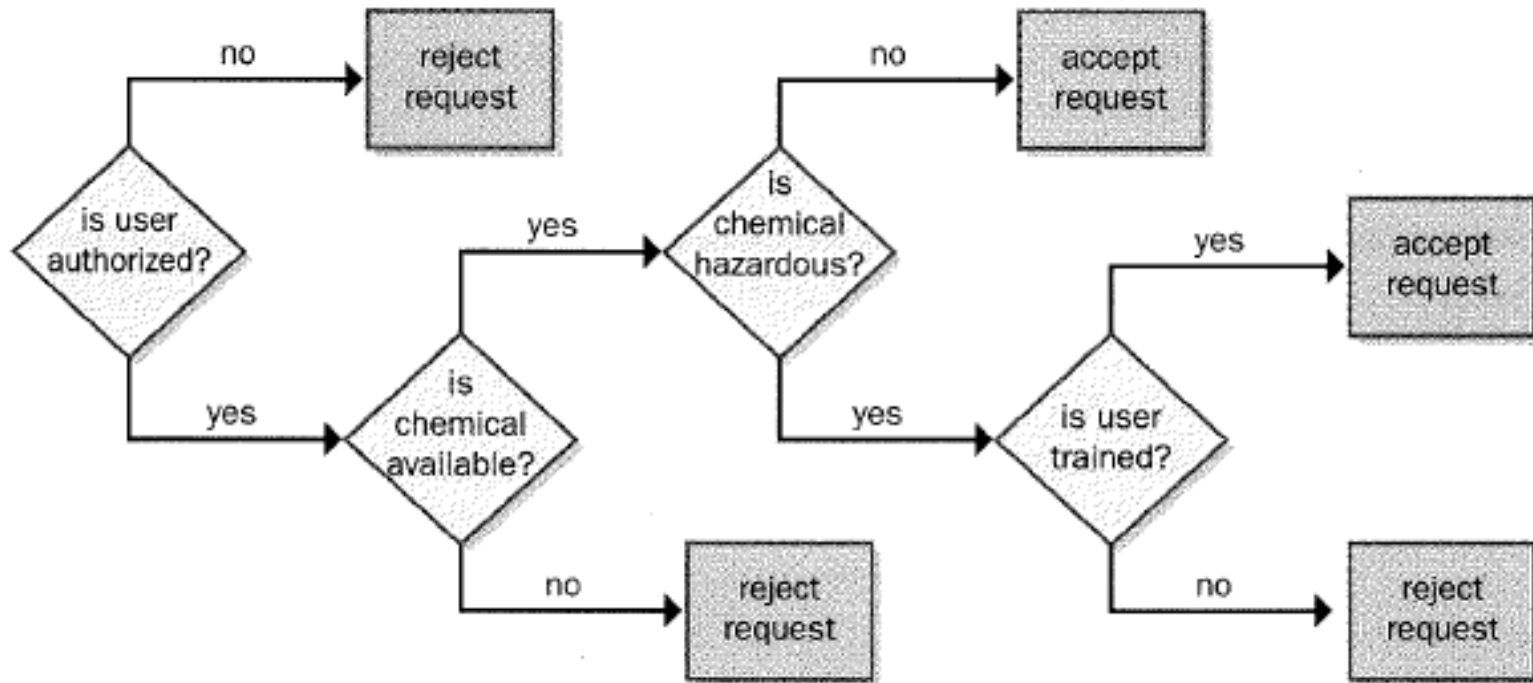 no
reject
request
no
accept
request
is user
authorized?
yes
is
chemical
hazardous?
yes
accept
request
yes
is
chemical
available?
yes
is user
trained?
no
reject
request
no
reject
request